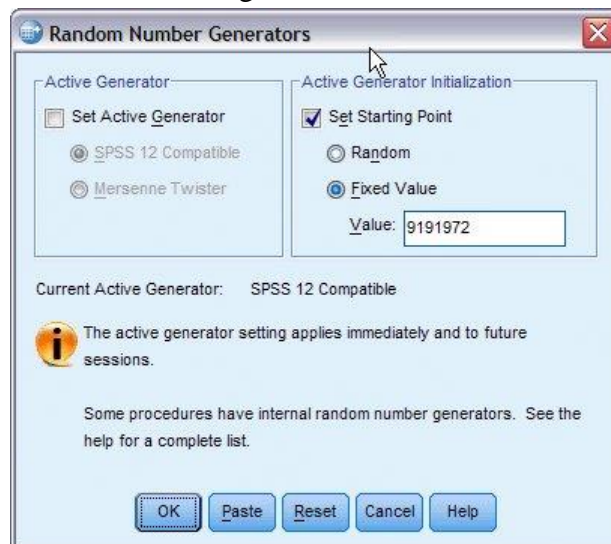 Random Number Generators
Active Generator
Set Active Generator
SPSS 12 Compatible
Mersenne Twister
Active Generator Initialization
Set Starting Point
Random
Fixed Value
Value: 9191972
Current Active Generator: SPSS 12 Compatible
The active generator setting applies immediately and to future
sessions.
Some procedures have internal random number generators. See the
help for a complete list.
OK Paste Reset Cancel Help